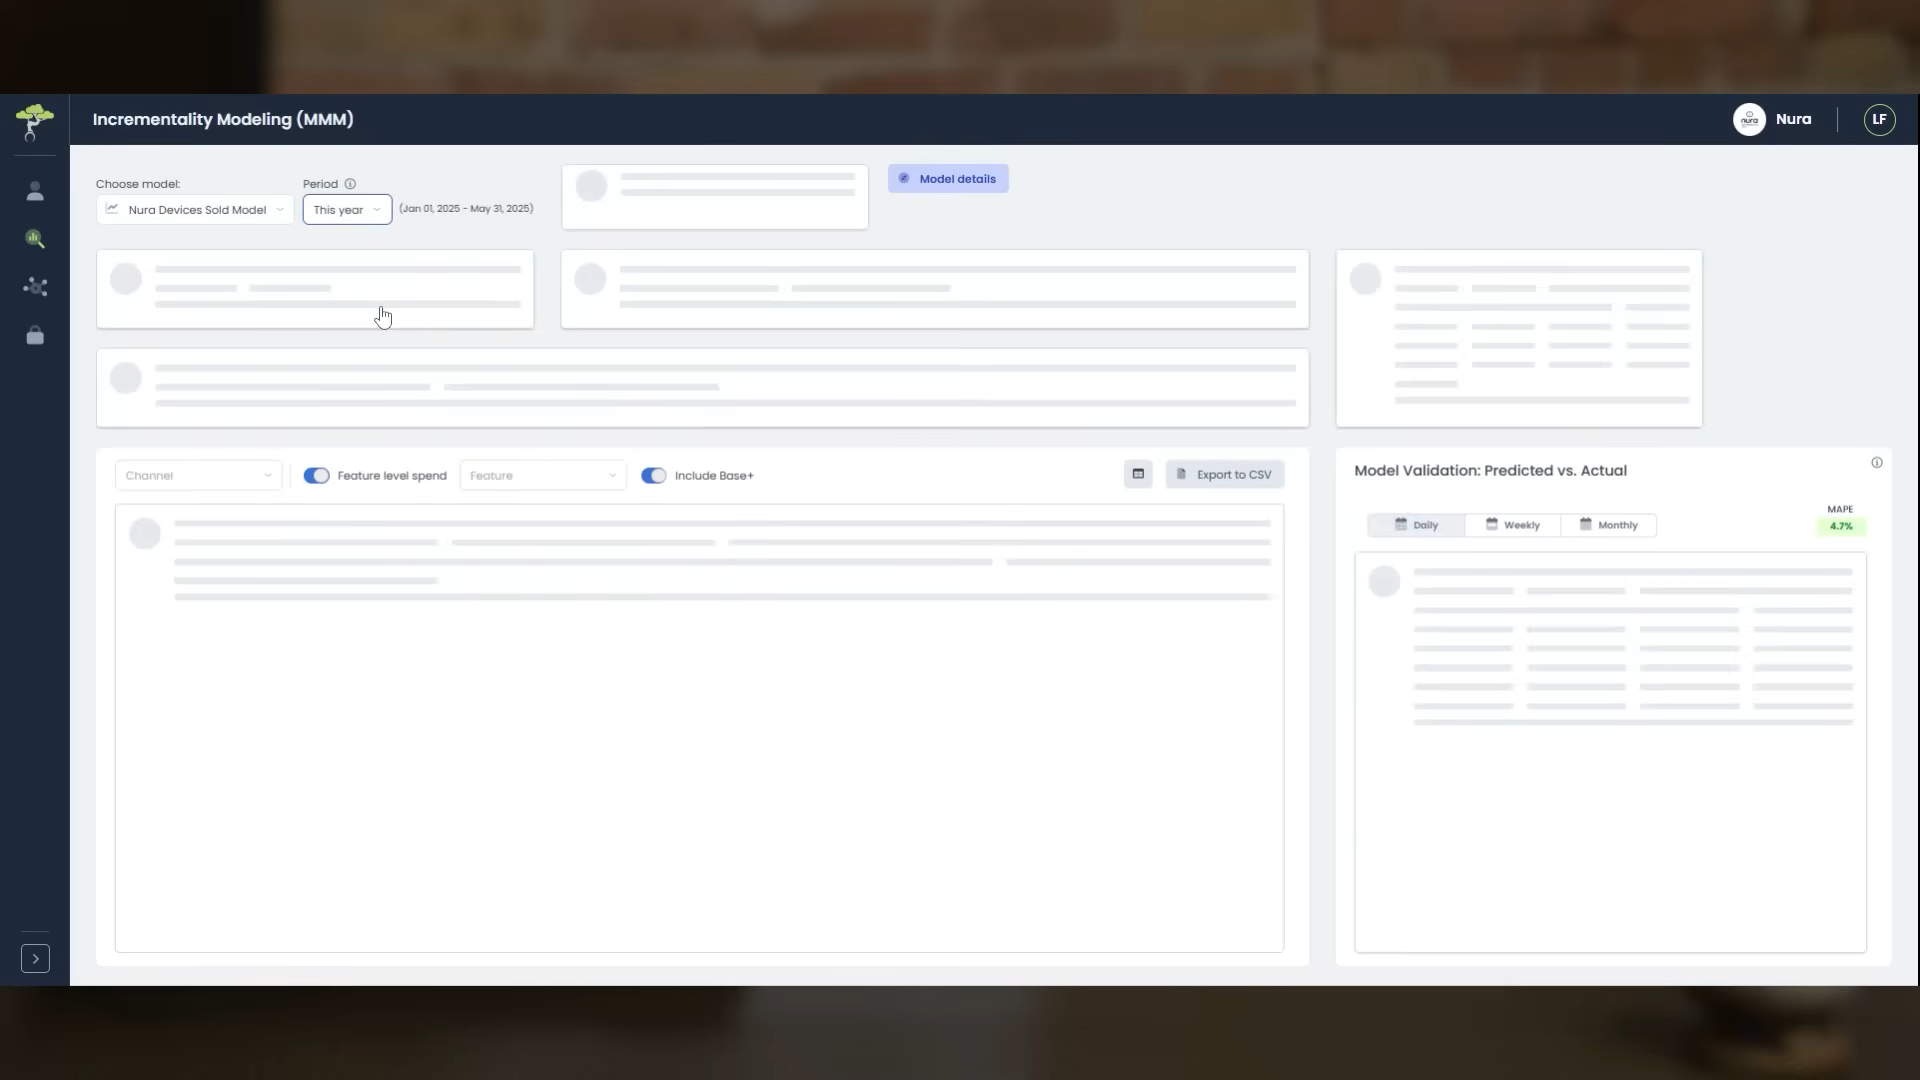 Incrementality Modeling (MMM)
nura
Nura
LF
Choose model:
Period
Nura Devices Sold Model
This year
(Jan 01, 2025 - May 31, 2025)
Model details
Channel
Feature level spend
Feature
Include Base+
Export to CSV
Model Validation: Predicted vs. Actual
Daily
Weekly
Monthly
MAPE
4.7%